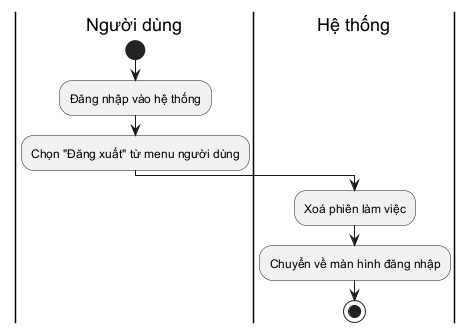 Người dùng
Hệ thống
Đăng nhập vào hệ thống
Chọn "Đăng xuất" từ menu người dùng
Xoá phiên làm việc
Chuyển về màn hình đăng nhập